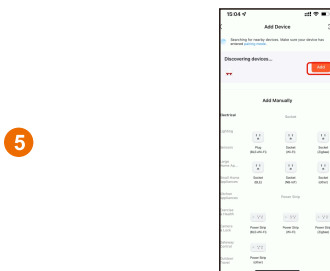 5
15:04
Add Device
Searching for nearby devices. Make sure your device has
entered pairing mode.
Discovering devices...
Add
Add Manually
Electrical
Socket
Lighting
Plug
(BLE+Wi-Fi)
Socket
(Wi-Fi)
Socket
(Zigbee)
Large
Home Ap...
Small Home
Appliances
Socket
(BLE)
Socket
(NB-IoT)
Socket
(other)
Kitchen
Appliances
Power Strip
Exercise
& Health
Camera
& Lock
Power Strip
(BLE+Wi-Fi)
Power Strip
(Wi-Fi)
Power Strip
(Zigbee)
Gateway
Control
Outdoor
Travel
Power Strip
(other)